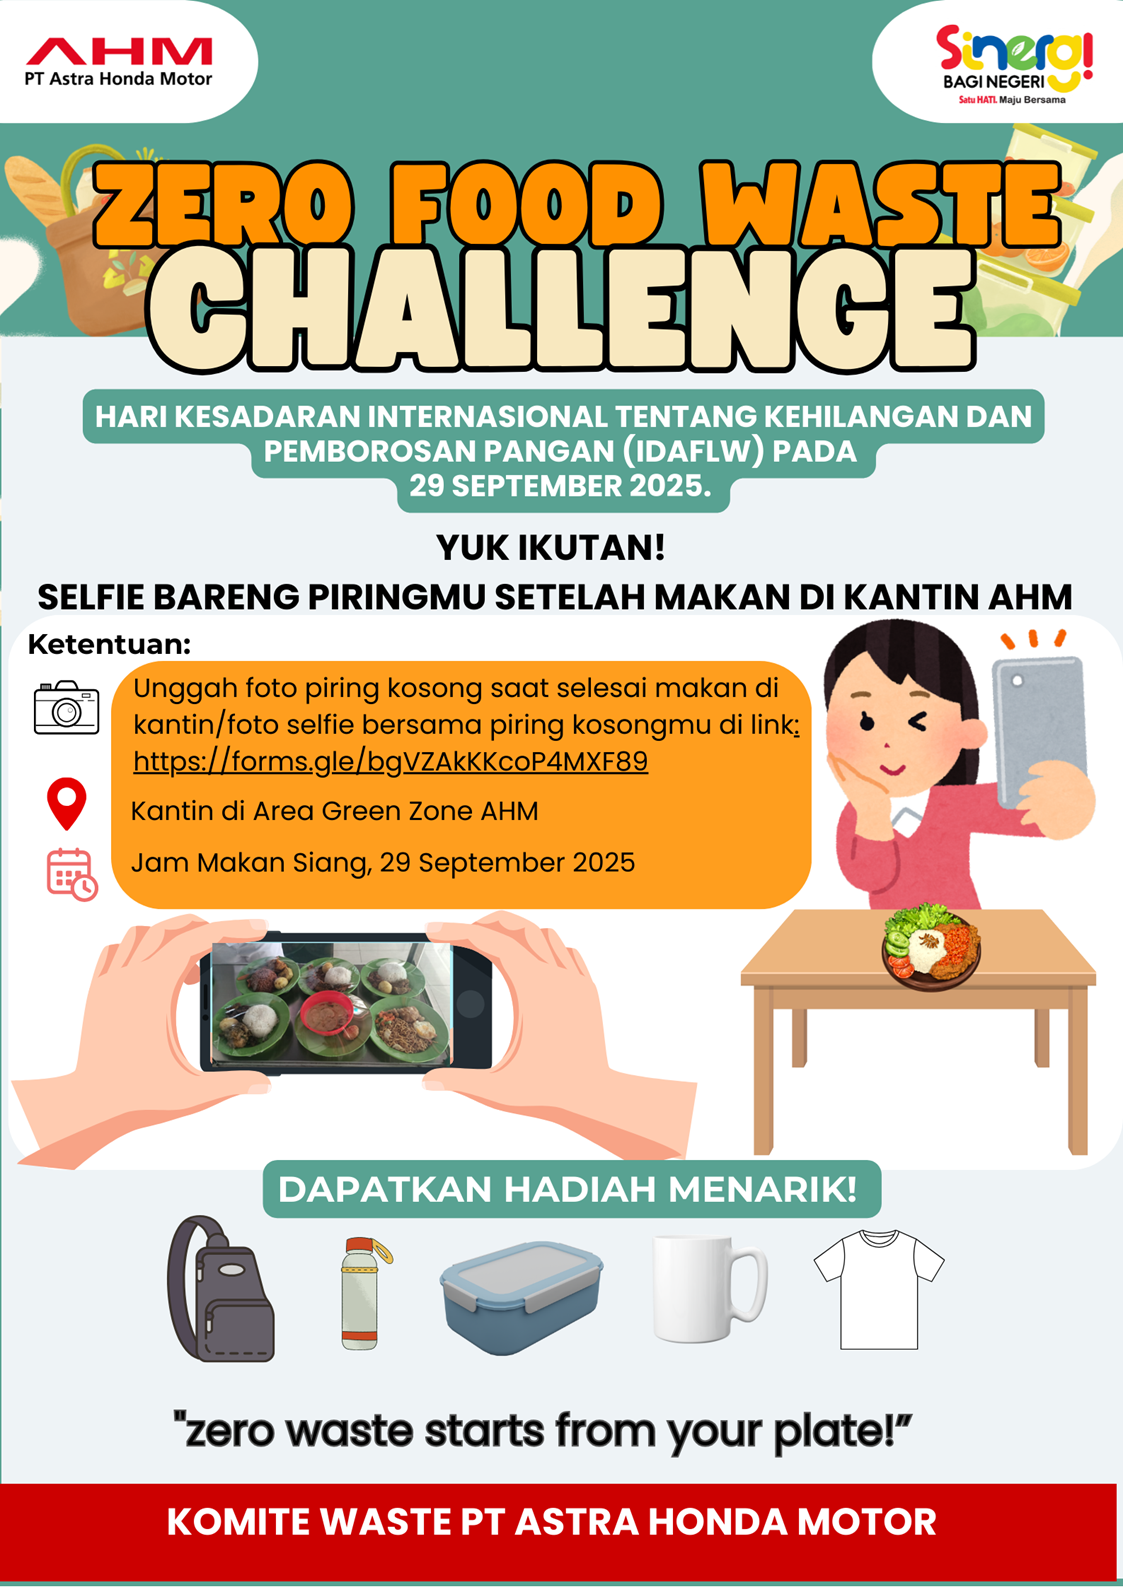 AHM
PT Astra Honda Motor
Sinergi
BAGI NEGERI
Satu HATI. Maju Bersama
ZERO FOOD WASTE
CHALLENGE
HARI KESADARAN INTERNASIONAL TENTANG KEHILANGAN DAN
PEMBOROSAN PANGAN (IDAFLW) PADA
29 SEPTEMBER 2025.
YUK IKUTAN!
SELFIE BARENG PIRINGMU SETELAH MAKAN DI KANTIN AHM
Ketentuan:
Unggah foto piring kosong saat selesai makan di
kantin/foto selfie bersama piring kosongmu di link:
https://forms.gle/bgVZAkKKcoP4MXF89
Kantin di Area Green Zone AHM
Jam Makan Siang, 29 September 2025
DAPATKAN HADIAH MENARIK!
"zero waste starts from your plate!”
KOMITE WASTE PT ASTRA HONDA MOTOR